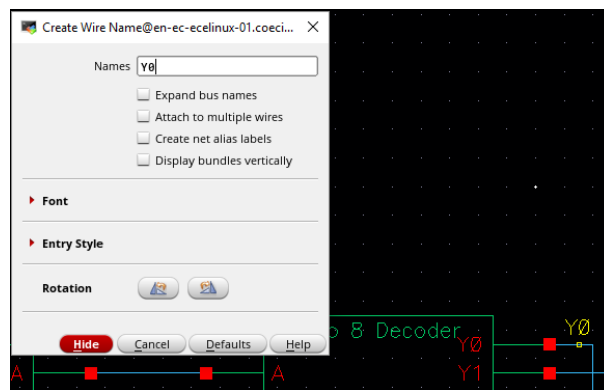 Create Wire Name@en-ec-ecelinux-01.coeci...
Names Y0
Expand bus names
Attach to multiple wires
Create net alias labels
Display bundles vertically
Font
Entry Style
Rotation
Hide Cancel Defaults Help
8 Decoder
Y0
Y0
A
A
Y1